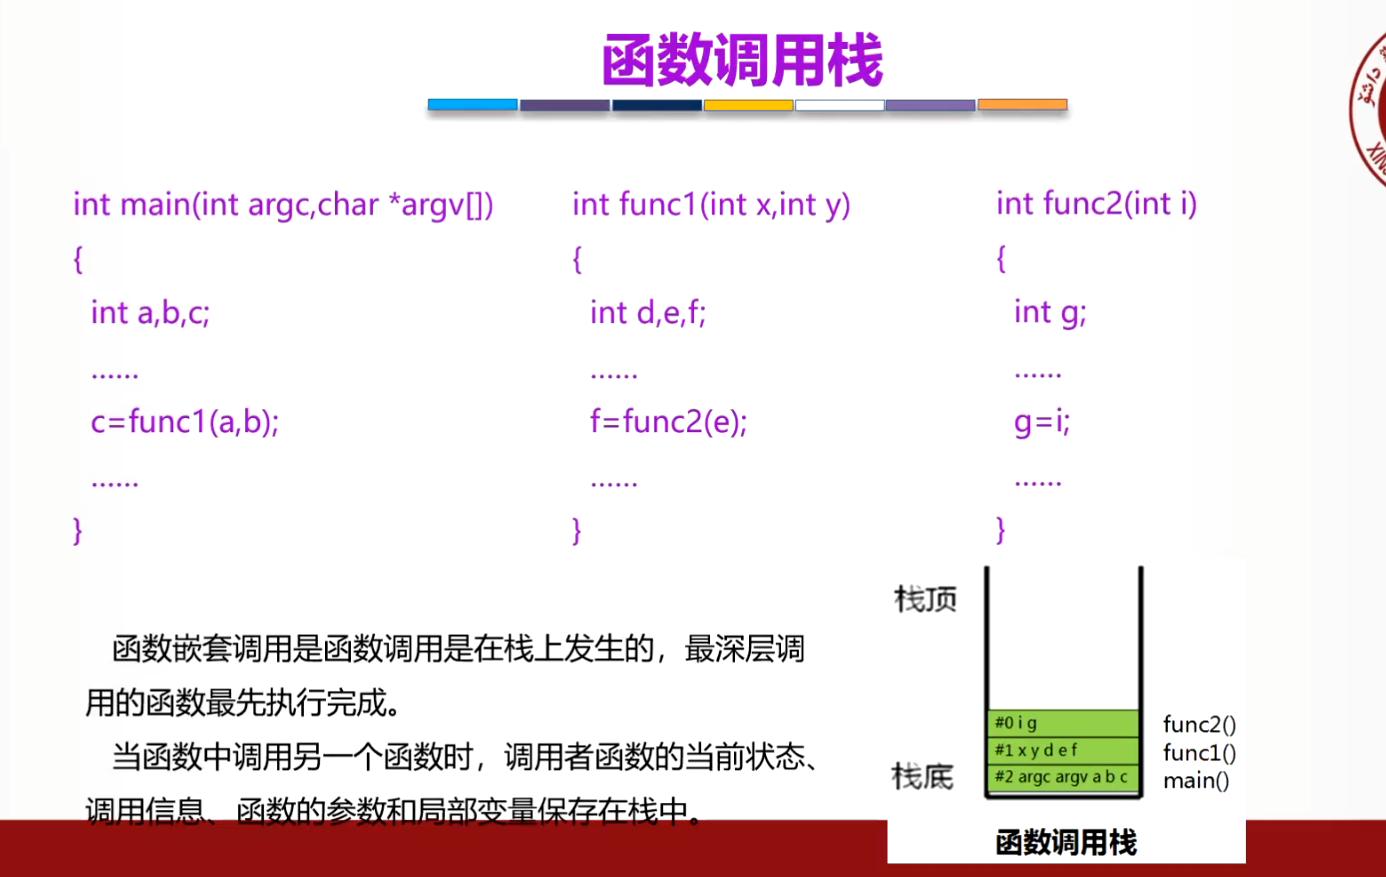 函数调用栈
int main(int argc,char *argv[])
{
int a,b,c;
......
c=func1(a,b);
......
}
int func1(int x,int y)
{
int d,e,f;
......
f=func2(e);
......
}
int func2(int i)
{
int g;
......
g=i;
......
}
函数嵌套调用是函数调用是在栈上发生的，最深层调
用的函数最先执行完成。
当函数中调用另一个函数时，调用者函数的当前状态、
调用信息、函数的参数和局部变量保存在栈中。
栈顶
#0 i g
func2()
#1 x y d e f
func1()
栈底
#2 argc argv a b c
main()
函数调用栈